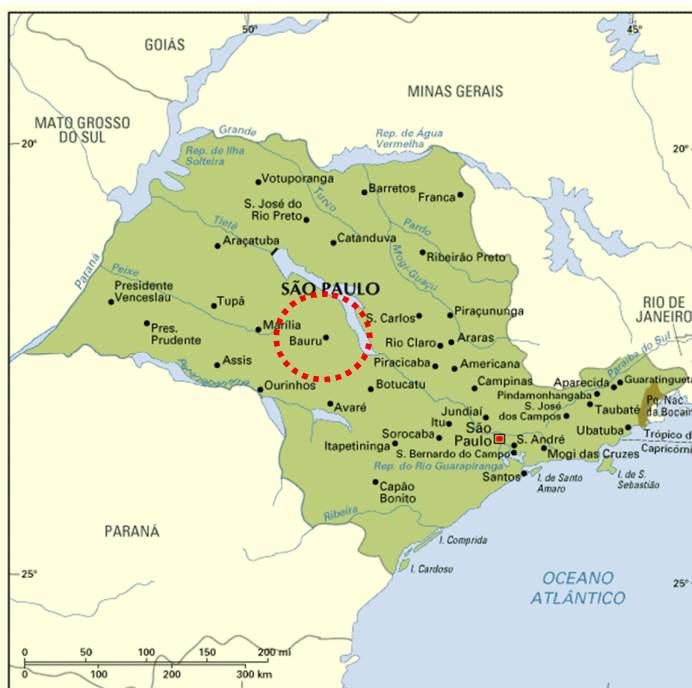 50°
45°
GOIÁS
MINAS GERAIS
MATO GROSSO
DO SUL
20°
20°
Grande
Rep. de Ilha
Solteira
Rep. de Água
Vermelha
Votuporanga
Barretos
Franca
S. José do
Rio Preto
Turvo
Pardo
Tietê
Araçatuba
Catanduva
Ribeirão Preto
Mogi-Guaçu
Paraná
Peixe
SÃO PAULO
Presidente
Venceslau
Tupã
Marília
Bauru
S. Carlos
Piraçununga
RIO DE
JANEIRO
Pres.
Prudente
Rio Claro
Araras
Paraíba do Sul
Assis
Piracicaba
Americana
Ourinhos
Botucatu
Campinas
Aparecida
Guaratingueta
Pindamonhangaba
Pq. Nac.
da Bocain
Avaré
Jundiaí
S. José
dos Campos
Taubaté
Itu
São
Paulo
Ubatuba
Trópico d
Capricórni
Sorocaba
S. André
Itapetininga
S. Bernardo do Campo
Mogi das Cruzes
Rep. do Rio Guarapiranga
Santos
I. de Santo
Amaro
I. de S.
Sebastião
Capão
Bonito
Ribeira
PARANÁ
I. Comprida
I. Cardoso
25°
25°
OCEANO
ATLÂNTICO
0 50 100 150 200 mi
0 100 200 300 km